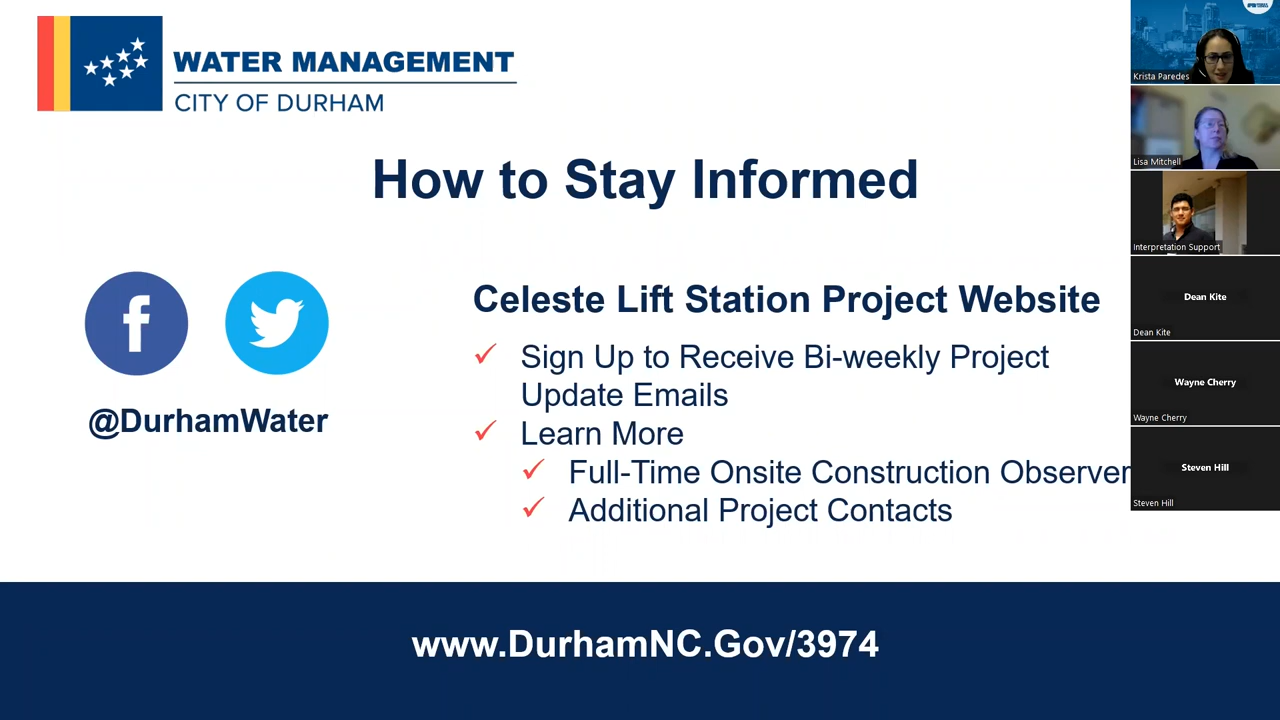 WATER MANAGEMENT
CITY OF DURHAM
How to Stay Informed
@DurhamWater
Celeste Lift Station Project Website
Sign Up to Receive Bi-weekly Project
Update Emails
Learn More
Full-Time Onsite Construction Observer
Additional Project Contacts
www.DurhamNC.Gov/3974
Krista Paredes
Lisa Mitchell
Interpretation Support
Dean Kite
Dean Kite
Wayne Cherry
Wayne Cherry
Steven Hill
Steven Hill